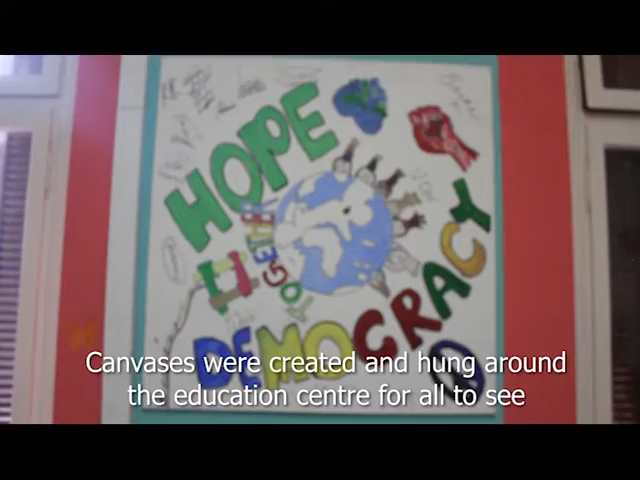 HOPE
TOGETHER
DEMOCRACY
Canvases were created and hung around
the education centre for all to see